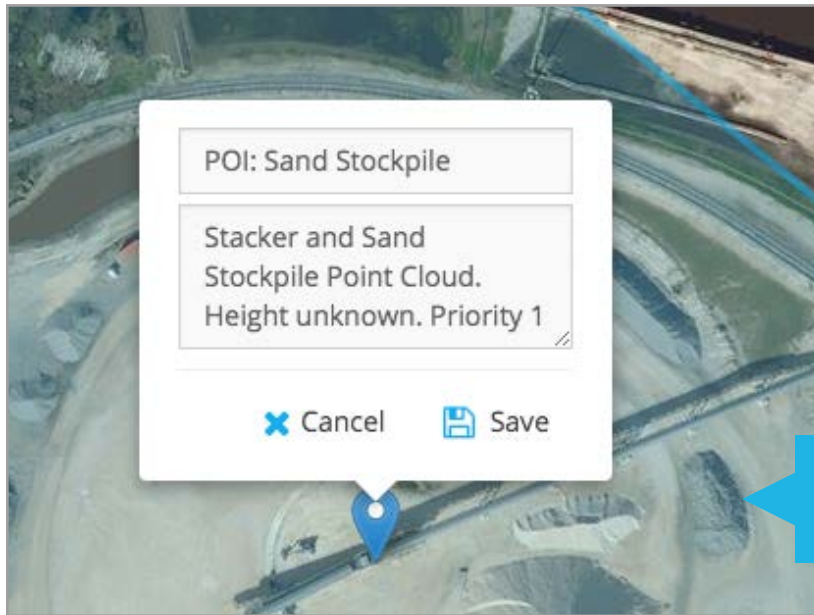 POI: Sand Stockpile
Stacker and Sand
Stockpile Point Cloud.
Height unknown. Priority 1
Cancel
Save